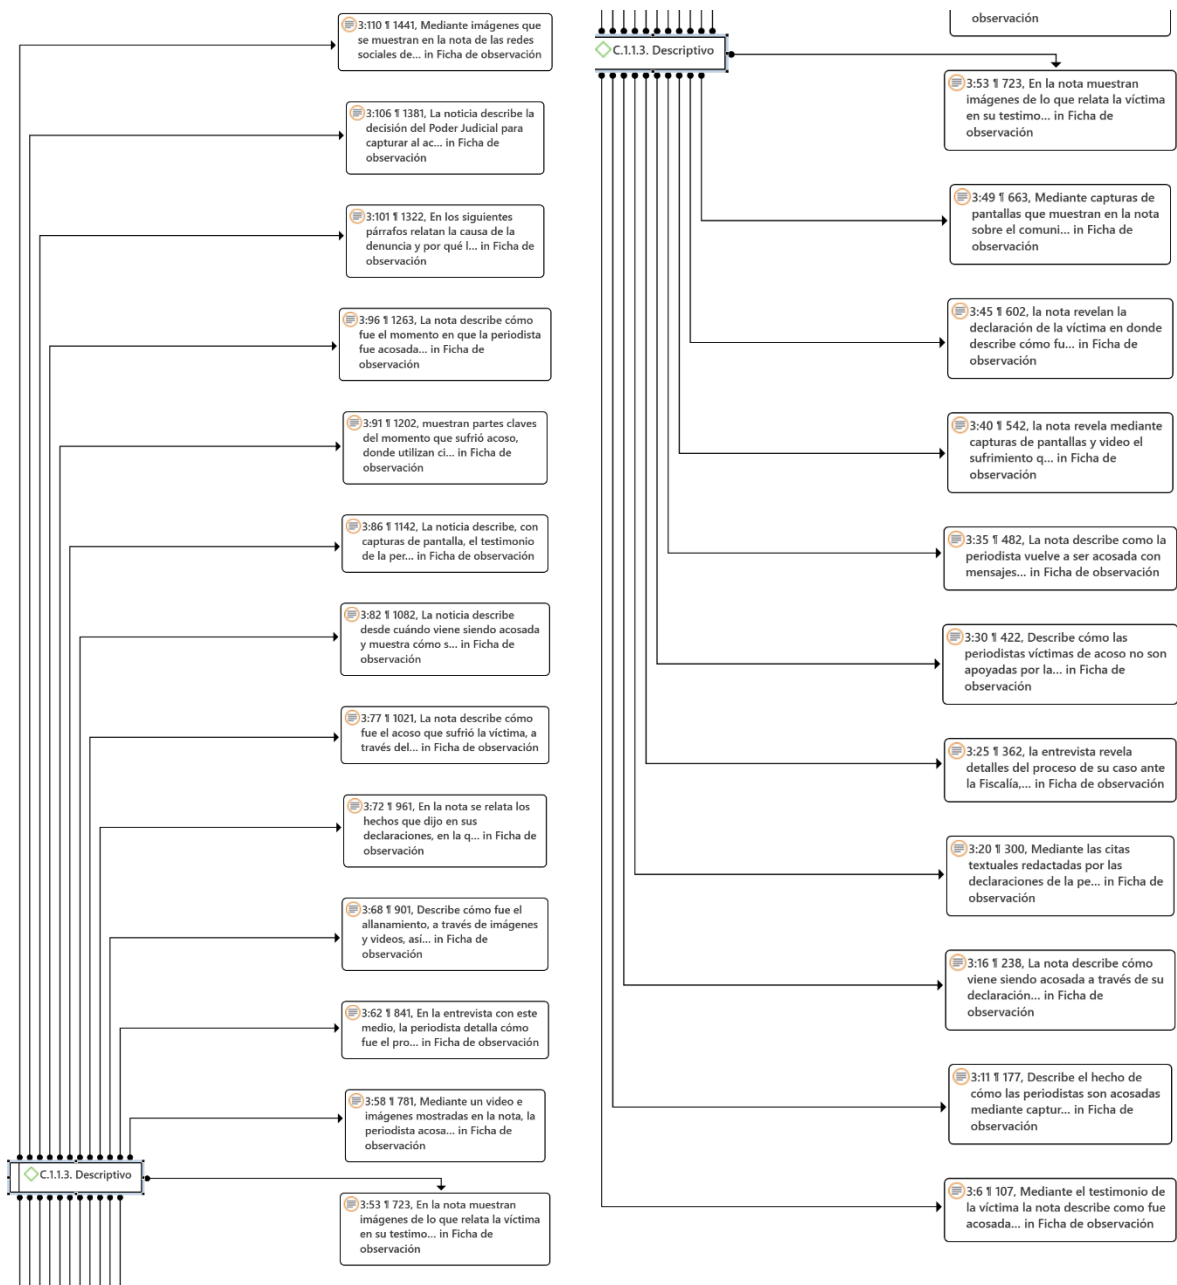 3:110 ¶ 1441, Mediante imágenes que
se muestran en la nota de las redes
sociales de... in Ficha de observación
3:106 ¶ 1381, La noticia describe la
decisión del Poder Judicial para
capturar al ac... in Ficha de
observación
3:101 ¶ 1322, En los siguientes
párrafos relatan la causa de la
denuncia y por qué l... in Ficha de
observación
3:96 ¶ 1263, La nota describe cómo
fue el momento en que la periodista
fue acosada... in Ficha de
observación
3:91 ¶ 1202, muestran partes claves
del momento que sufrió acoso,
donde utilizan ci... in Ficha de
observación
3:86 ¶ 1142, La noticia describe, con
capturas de pantalla, el testimonio
de la per... in Ficha de observación
3:82 ¶ 1082, La noticia describe
desde cuándo viene siendo acosada
y muestra cómo s... in Ficha de
observación
3:77 ¶ 1021, La nota describe cómo
fue el acoso que sufrió la víctima, a
través del... in Ficha de observación
3:72 ¶ 961, En la nota se relata los
hechos que dijo en sus
declaraciones, en la q... in Ficha de
observación
3:68 ¶ 901, Describe cómo fue el
allanamiento, a través de imágenes
y videos, así... in Ficha de
observación
3:62 ¶ 841, En la entrevista con este
medio, la periodista detalla cómo
fue el pro... in Ficha de observación
3:58 ¶ 781, Mediante un video e
imágenes mostradas en la nota, la
periodista acosa... in Ficha de
observación
C.1.1.3. Descriptivo
3:53 ¶ 723, En la nota muestran
imágenes de lo que relata la víctima
en su testimo... in Ficha de
observación
observación
C.1.1.3. Descriptivo
3:53 ¶ 723, En la nota muestran
imágenes de lo que relata la víctima
en su testimo... in Ficha de
observación
3:49 ¶ 663, Mediante capturas de
pantallas que muestran en la nota
sobre el comuni... in Ficha de
observación
3:45 ¶ 602, la nota revelan la
declaración de la víctima en donde
describe cómo fu... in Ficha de
observación
3:40 ¶ 542, la nota revela mediante
capturas de pantallas y video el
sufrimiento q... in Ficha de
observación
3:35 ¶ 482, La nota describe como la
periodista vuelve a ser acosada con
mensajes... in Ficha de observación
3:30 ¶ 422, Describe cómo las
periodistas víctimas de acoso no son
apoyadas por la... in Ficha de
observación
3:25 ¶ 362, la entrevista revela
detalles del proceso de su caso ante
la Fiscalía,... in Ficha de observación
3:20 ¶ 300, Mediante las citas
textuales redactadas por las
declaraciones de la pe... in Ficha de
observación
3:16 ¶ 238, La nota describe cómo
viene siendo acosada a través de su
declaración... in Ficha de
observación
3:11 ¶ 177, Describe el hecho de
cómo las periodistas son acosadas
mediante captur... in Ficha de
observación
3:6 ¶ 107, Mediante el testimonio de
la víctima la nota describe como fue
acosada... in Ficha de observación